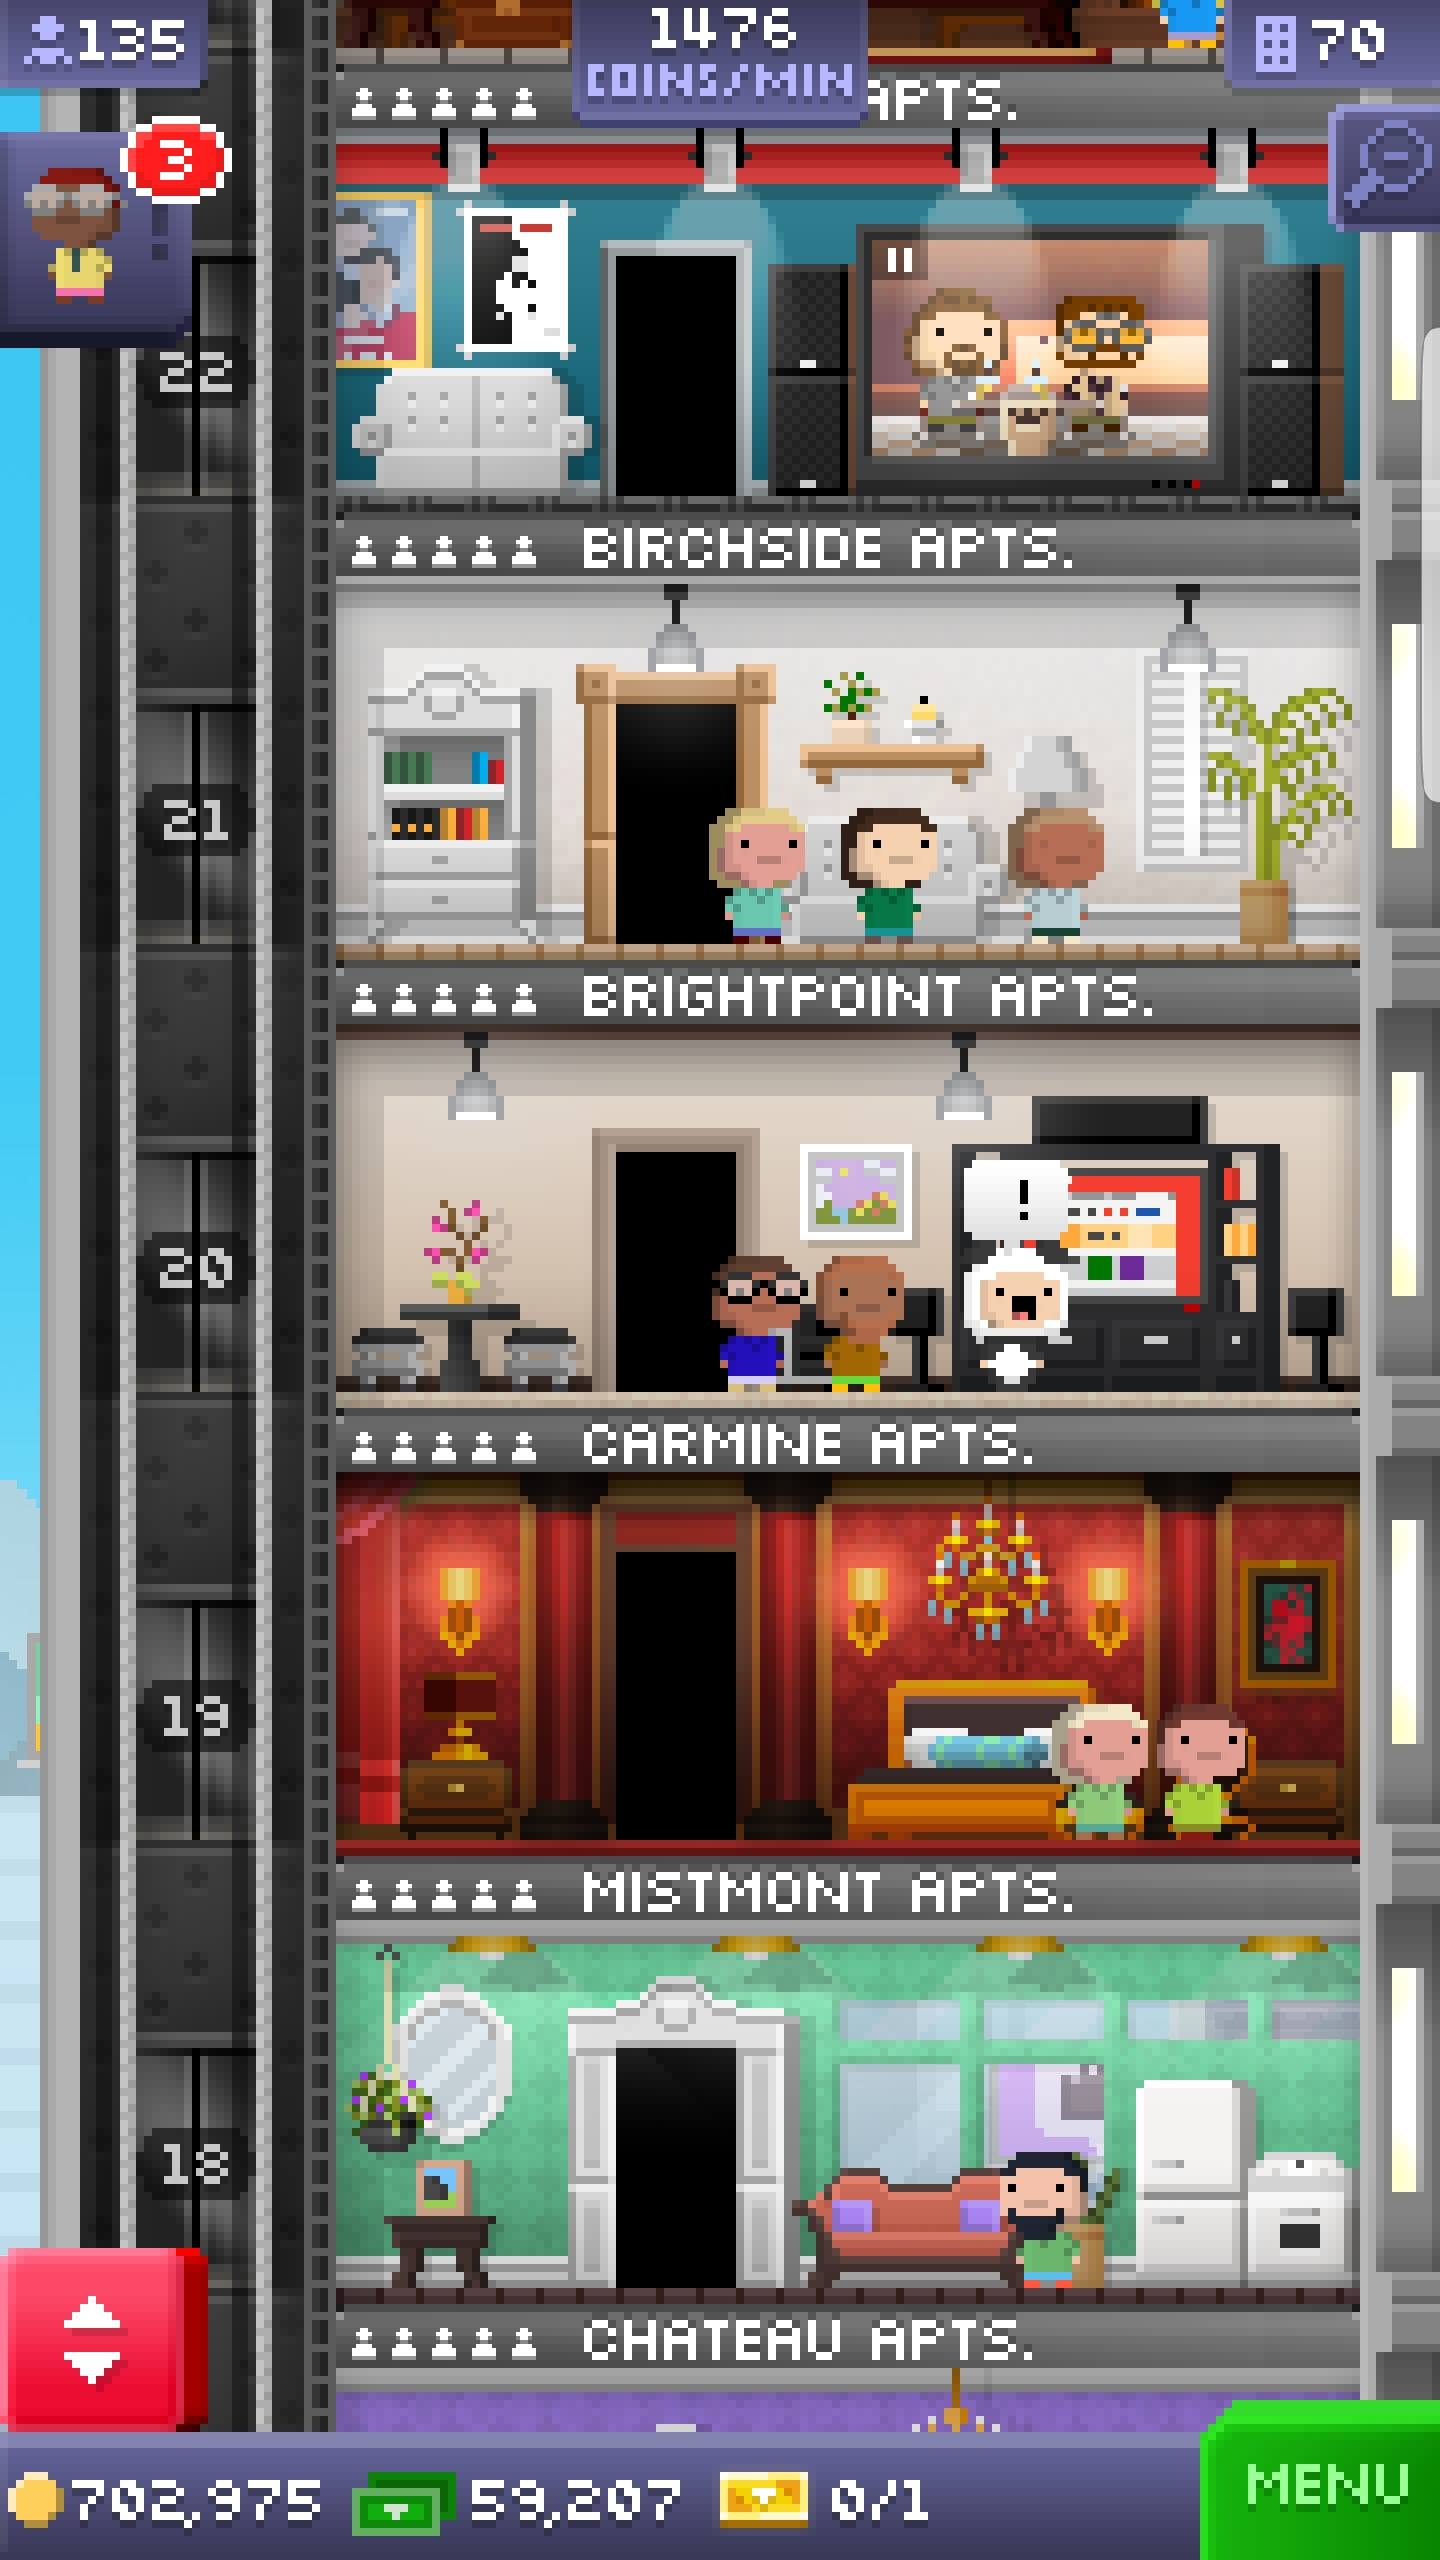 135
1476
COINS/MIN
70
APTS.
3
22
BIRCHSIDE APTS.
21
BRIGHTPOINT APTS.
!
20
CARMINE APTS.
19
MISTMONT APTS.
18
CHATEAU APTS.
702,975
59,207
0/1
MENU